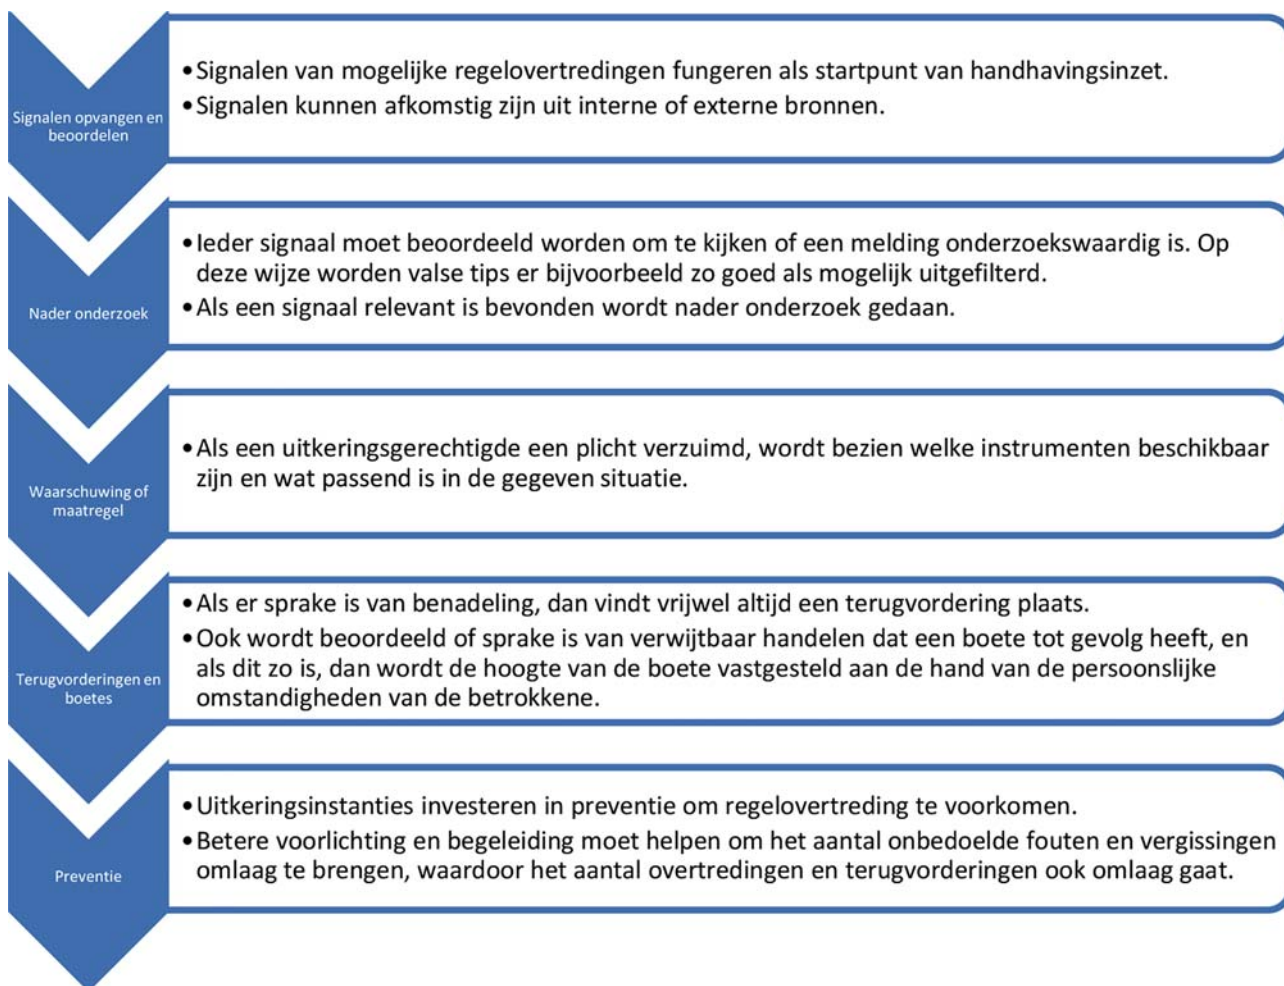 Signalen opvangen en
beoordelen
•Signalen van mogelijke regelovertredingen fungeren als startpunt van handhavingsinzet.
•Signalen kunnen afkomstig zijn uit interne of externe bronnen.
Nader onderzoek
•Ieder signaal moet beoordeeld worden om te kijken of een melding onderzoekswaardig is. Op
deze wijze worden valse tips er bijvoorbeeld zo goed als mogelijk uitgefilterd.
•Als een signaal relevant is bevonden wordt nader onderzoek gedaan.
Waarschuwing of
maatregel
•Als een uitkeringsgerechtigde een plicht verzuimd, wordt bezien welke instrumenten beschikbaar
zijn en wat passend is in de gegeven situatie.
Terugvorderingen en
boetes
•Als er sprake is van benadeling, dan vindt vrijwel altijd een terugvordering plaats.
•Ook wordt beoordeeld of sprake is van verwijtbaar handelen dat een boete tot gevolg heeft, en
als dit zo is, dan wordt de hoogte van de boete vastgesteld aan de hand van de persoonslijke
omstandigheden van de betrokkene.
Preventie
•Uitkeringsinstanties investeren in preventie om regelovertreding te voorkomen.
•Betere voorlichting en begeleiding moet helpen om het aantal onbedoelde fouten en vergissingen
omlaag te brengen, waardoor het aantal overtredingen en terugvorderingen ook omlaag gaat.